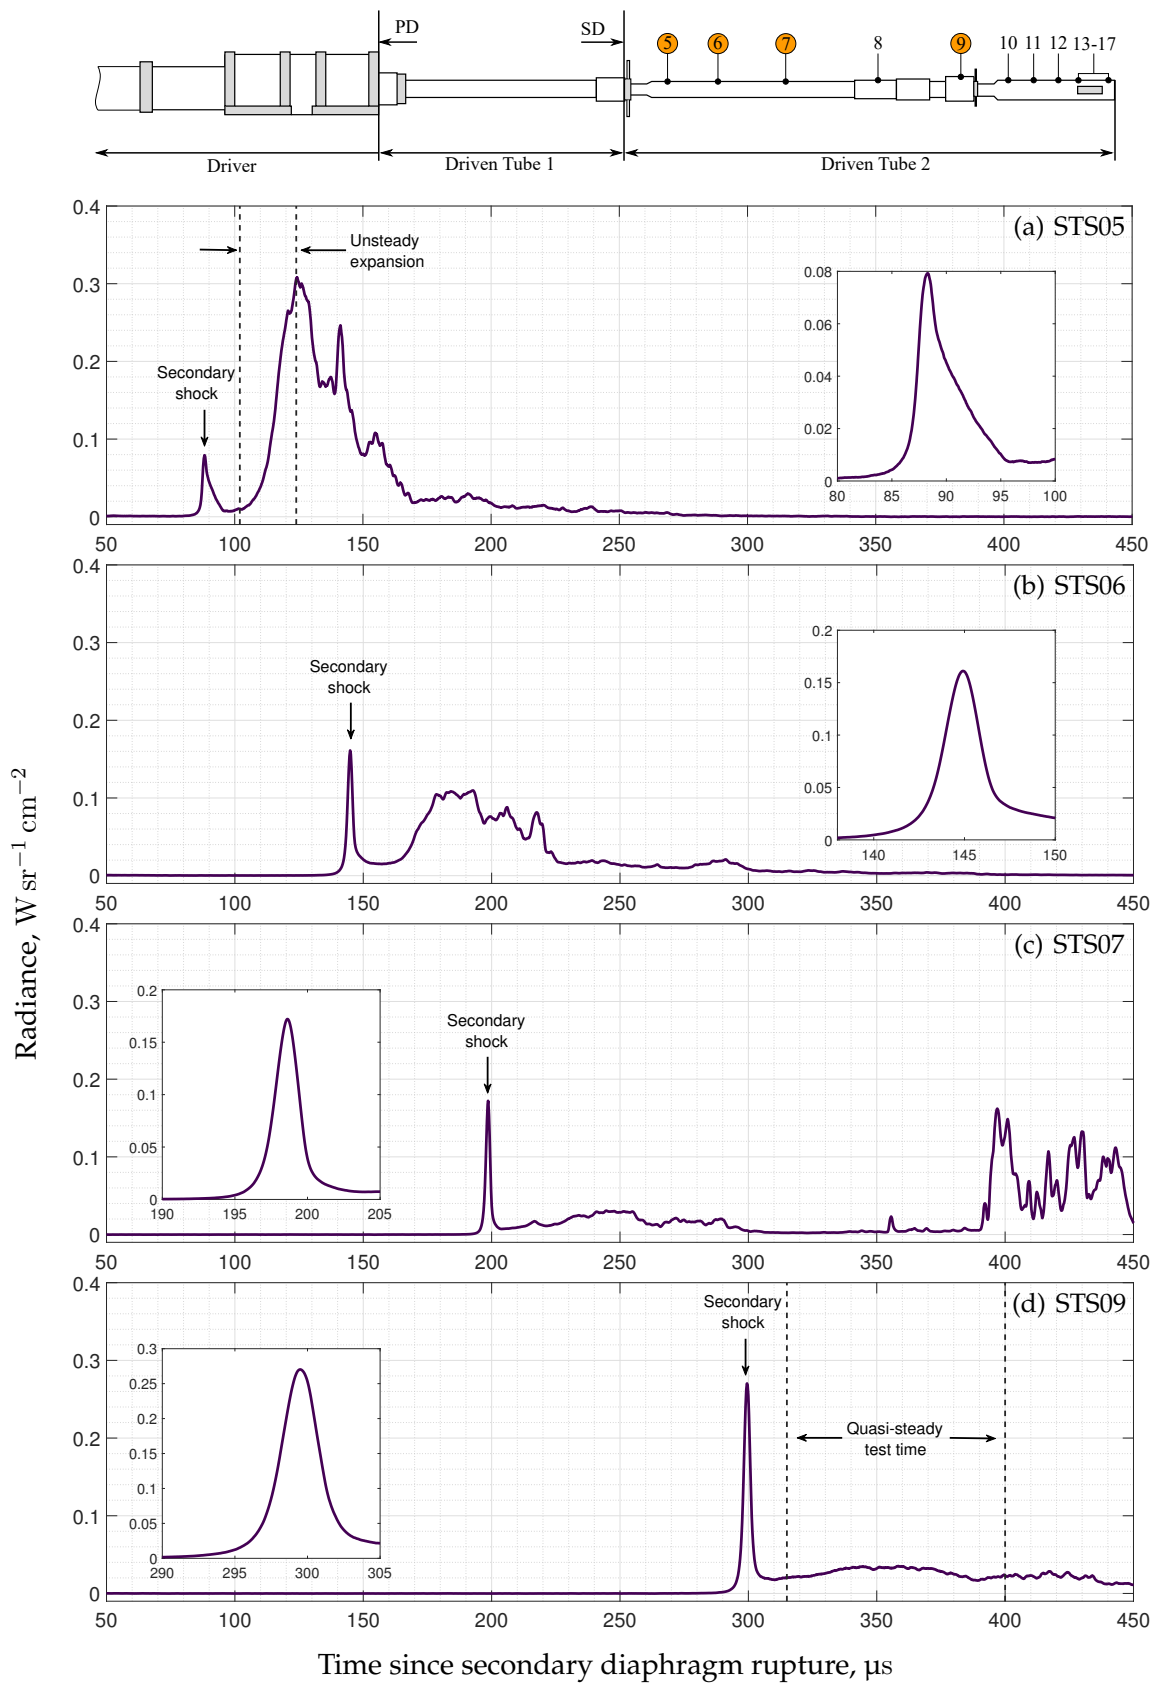 PD
SD
5 6 7 8 9 10 11 12 13-17
Driver
Driven Tube 1
Driven Tube 2
(a) STS05
Unsteady
expansion
Secondary
shock
0.4
0.3
0.2
0.1
0
50 100 150 200 250 300 350 400 450
0.08
0.06
0.04
0.02
0
80 85 90 95 100
(b) STS06
Secondary
shock
0.4
0.3
0.2
0.1
0
50 100 150 200 250 300 350 400 450
0.2
0.15
0.1
0.05
0
140 145 150
(c) STS07
Secondary
shock
0.4
0.3
0.2
0.1
0
50 100 150 200 250 300 350 400 450
0.2
0.15
0.1
0.05
0
190 195 200 205
(d) STS09
Secondary
shock
Quasi-steady
test time
0.4
0.3
0.2
0.1
0
50 100 150 200 250 300 350 400 450
0.3
0.25
0.2
0.15
0.1
0.05
0
290 295 300 305
Radiance, W sr⁻¹ cm⁻²
Time since secondary diaphragm rupture, µs